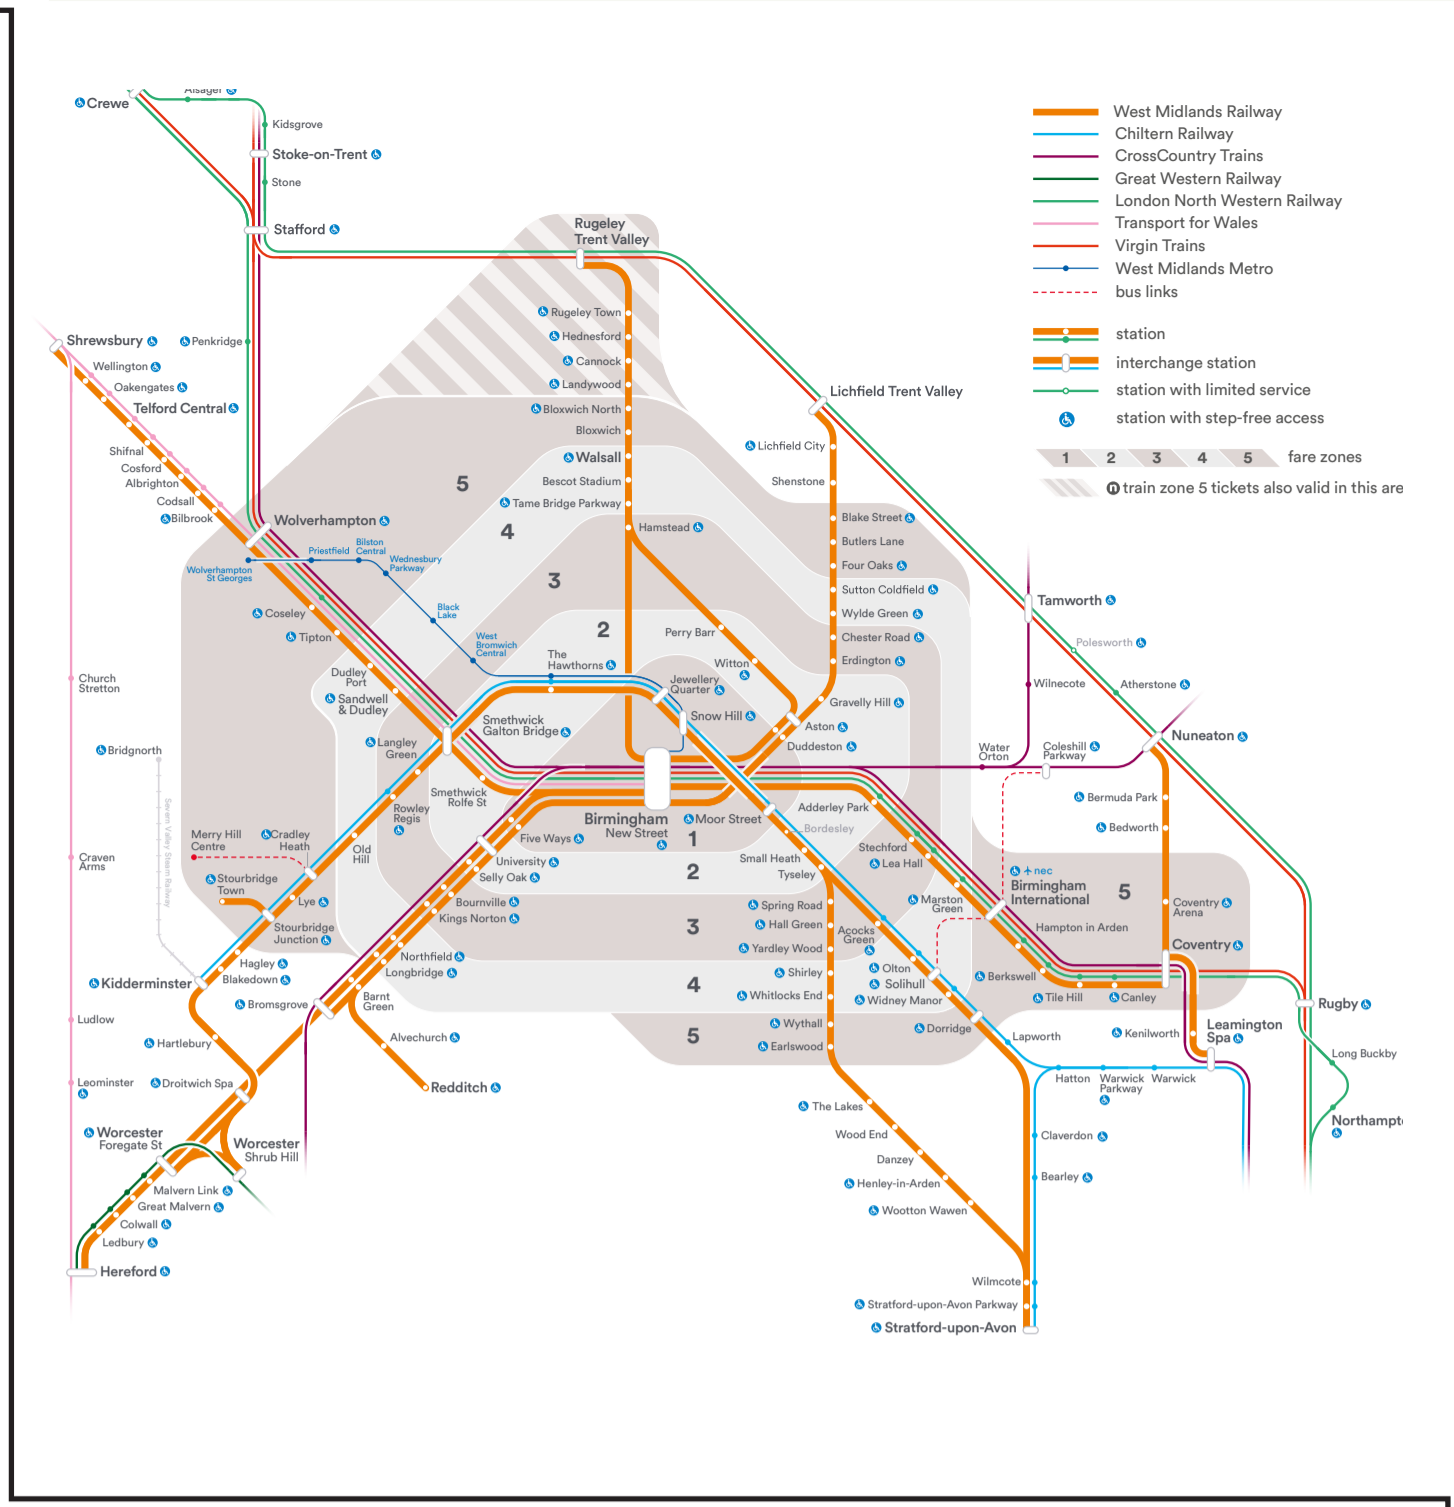 West Midlands Railway
Chiltern Railway
CrossCountry Trains
Great Western Railway
London North Western Railway
Transport for Wales
Virgin Trains
West Midlands Metro
bus links
station
interchange station
station with limited service
station with step-free access
1 2 3 4 5 fare zones
n train zone 5 tickets also valid in this are
Crewe
Alsager
Kidsgrove
Stoke-on-Trent
Stone
Stafford
Penkridge
Shrewsbury
Wellington
Oakengates
Telford Central
Shifnal
Cosford
Albrighton
Codsall
Bilbrook
Wolverhampton
Wolverhampton
St Georges
Priestfield
Bilston
Central
Wednesbury
Parkway
Black
Lake
West
Bromwich
Central
The
Hawthorns
Jewellery
Quarter
Snow Hill
Coseley
Tipton
Dudley
Port
Sandwell
& Dudley
Smethwick
Galton Bridge
Langley
Green
Smethwick
Rolfe St
Rowley
Regis
Old
Hill
Cradley
Heath
Merry Hill
Centre
Lye
Stourbridge
Town
Stourbridge
Junction
Hagley
Blakedown
Kidderminster
Hartlebury
Droitwich Spa
Worcester
Foregate St
Worcester
Shrub Hill
Malvern Link
Great Malvern
Colwall
Ledbury
Hereford
Bridgnorth
Severn Valley Steam Railway
Church
Stretton
Craven
Arms
Ludlow
Leominster
Rugeley
Trent Valley
Rugeley Town
Hednesford
Cannock
Landywood
Bloxwich North
Bloxwich
Walsall
Bescot Stadium
Tame Bridge Parkway
Hamstead
Perry Barr
Witton
5
4
3
2
Lichfield Trent Valley
Lichfield City
Shenstone
Blake Street
Butlers Lane
Four Oaks
Sutton Coldfield
Wylde Green
Chester Road
Erdington
Gravelly Hill
Aston
Duddeston
Birmingham
New Street
Moor Street
Bordesley
1
2
3
4
5
Five Ways
University
Selly Oak
Bournville
Kings Norton
Northfield
Longbridge
Barnt
Green
Bromsgrove
Alvechurch
Redditch
Small Heath
Tyseley
Spring Road
Hall Green
Yardley Wood
Shirley
Whitlocks End
Wythall
Earlswood
The Lakes
Wood End
Danzey
Henley-in-Arden
Wootton Wawen
Wilmcote
Stratford-upon-Avon Parkway
Stratford-upon-Avon
Acocks
Green
Olton
Solihull
Widney Manor
Dorridge
Lapworth
Hatton
Warwick
Parkway
Warwick
Claverdon
Bearley
Leamington
Spa
Kenilworth
Adderley Park
Stechford
Lea Hall
Marston
Green
nec
Birmingham
International
5
Hampton in Arden
Berkswell
Tile Hill
Canley
Coventry
Coventry
Arena
Bedworth
Bermuda Park
Nuneaton
Water
Orton
Coleshill
Parkway
Wilnecote
Tamworth
Polesworth
Atherstone
Rugby
Long Buckby
Northampt